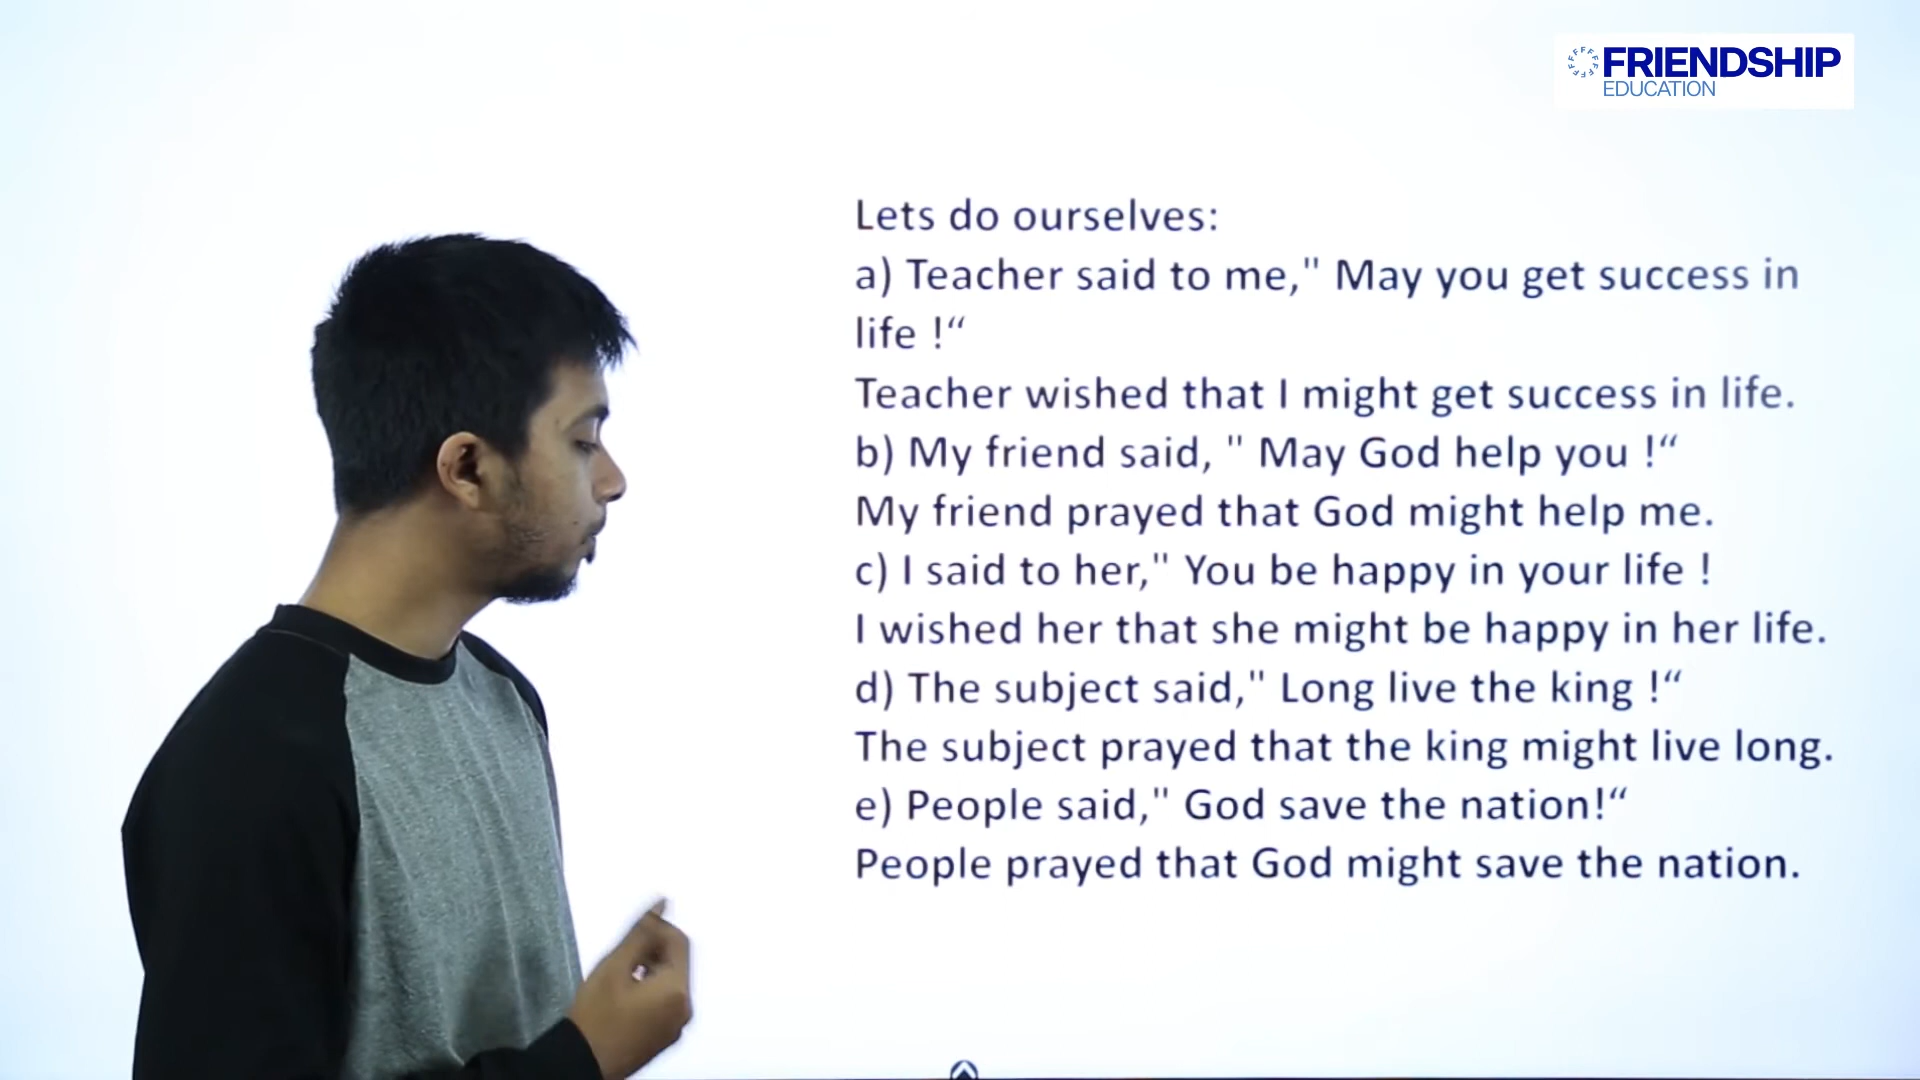 FRIENDSHIP
EDUCATION
Lets do ourselves:
a) Teacher said to me," May you get success in
life !“
Teacher wished that I might get success in life.
b) My friend said, " May God help you !“
My friend prayed that God might help me.
c) I said to her," You be happy in your life !
I wished her that she might be happy in her life.
d) The subject said," Long live the king !“
The subject prayed that the king might live long.
e) People said," God save the nation!“
People prayed that God might save the nation.